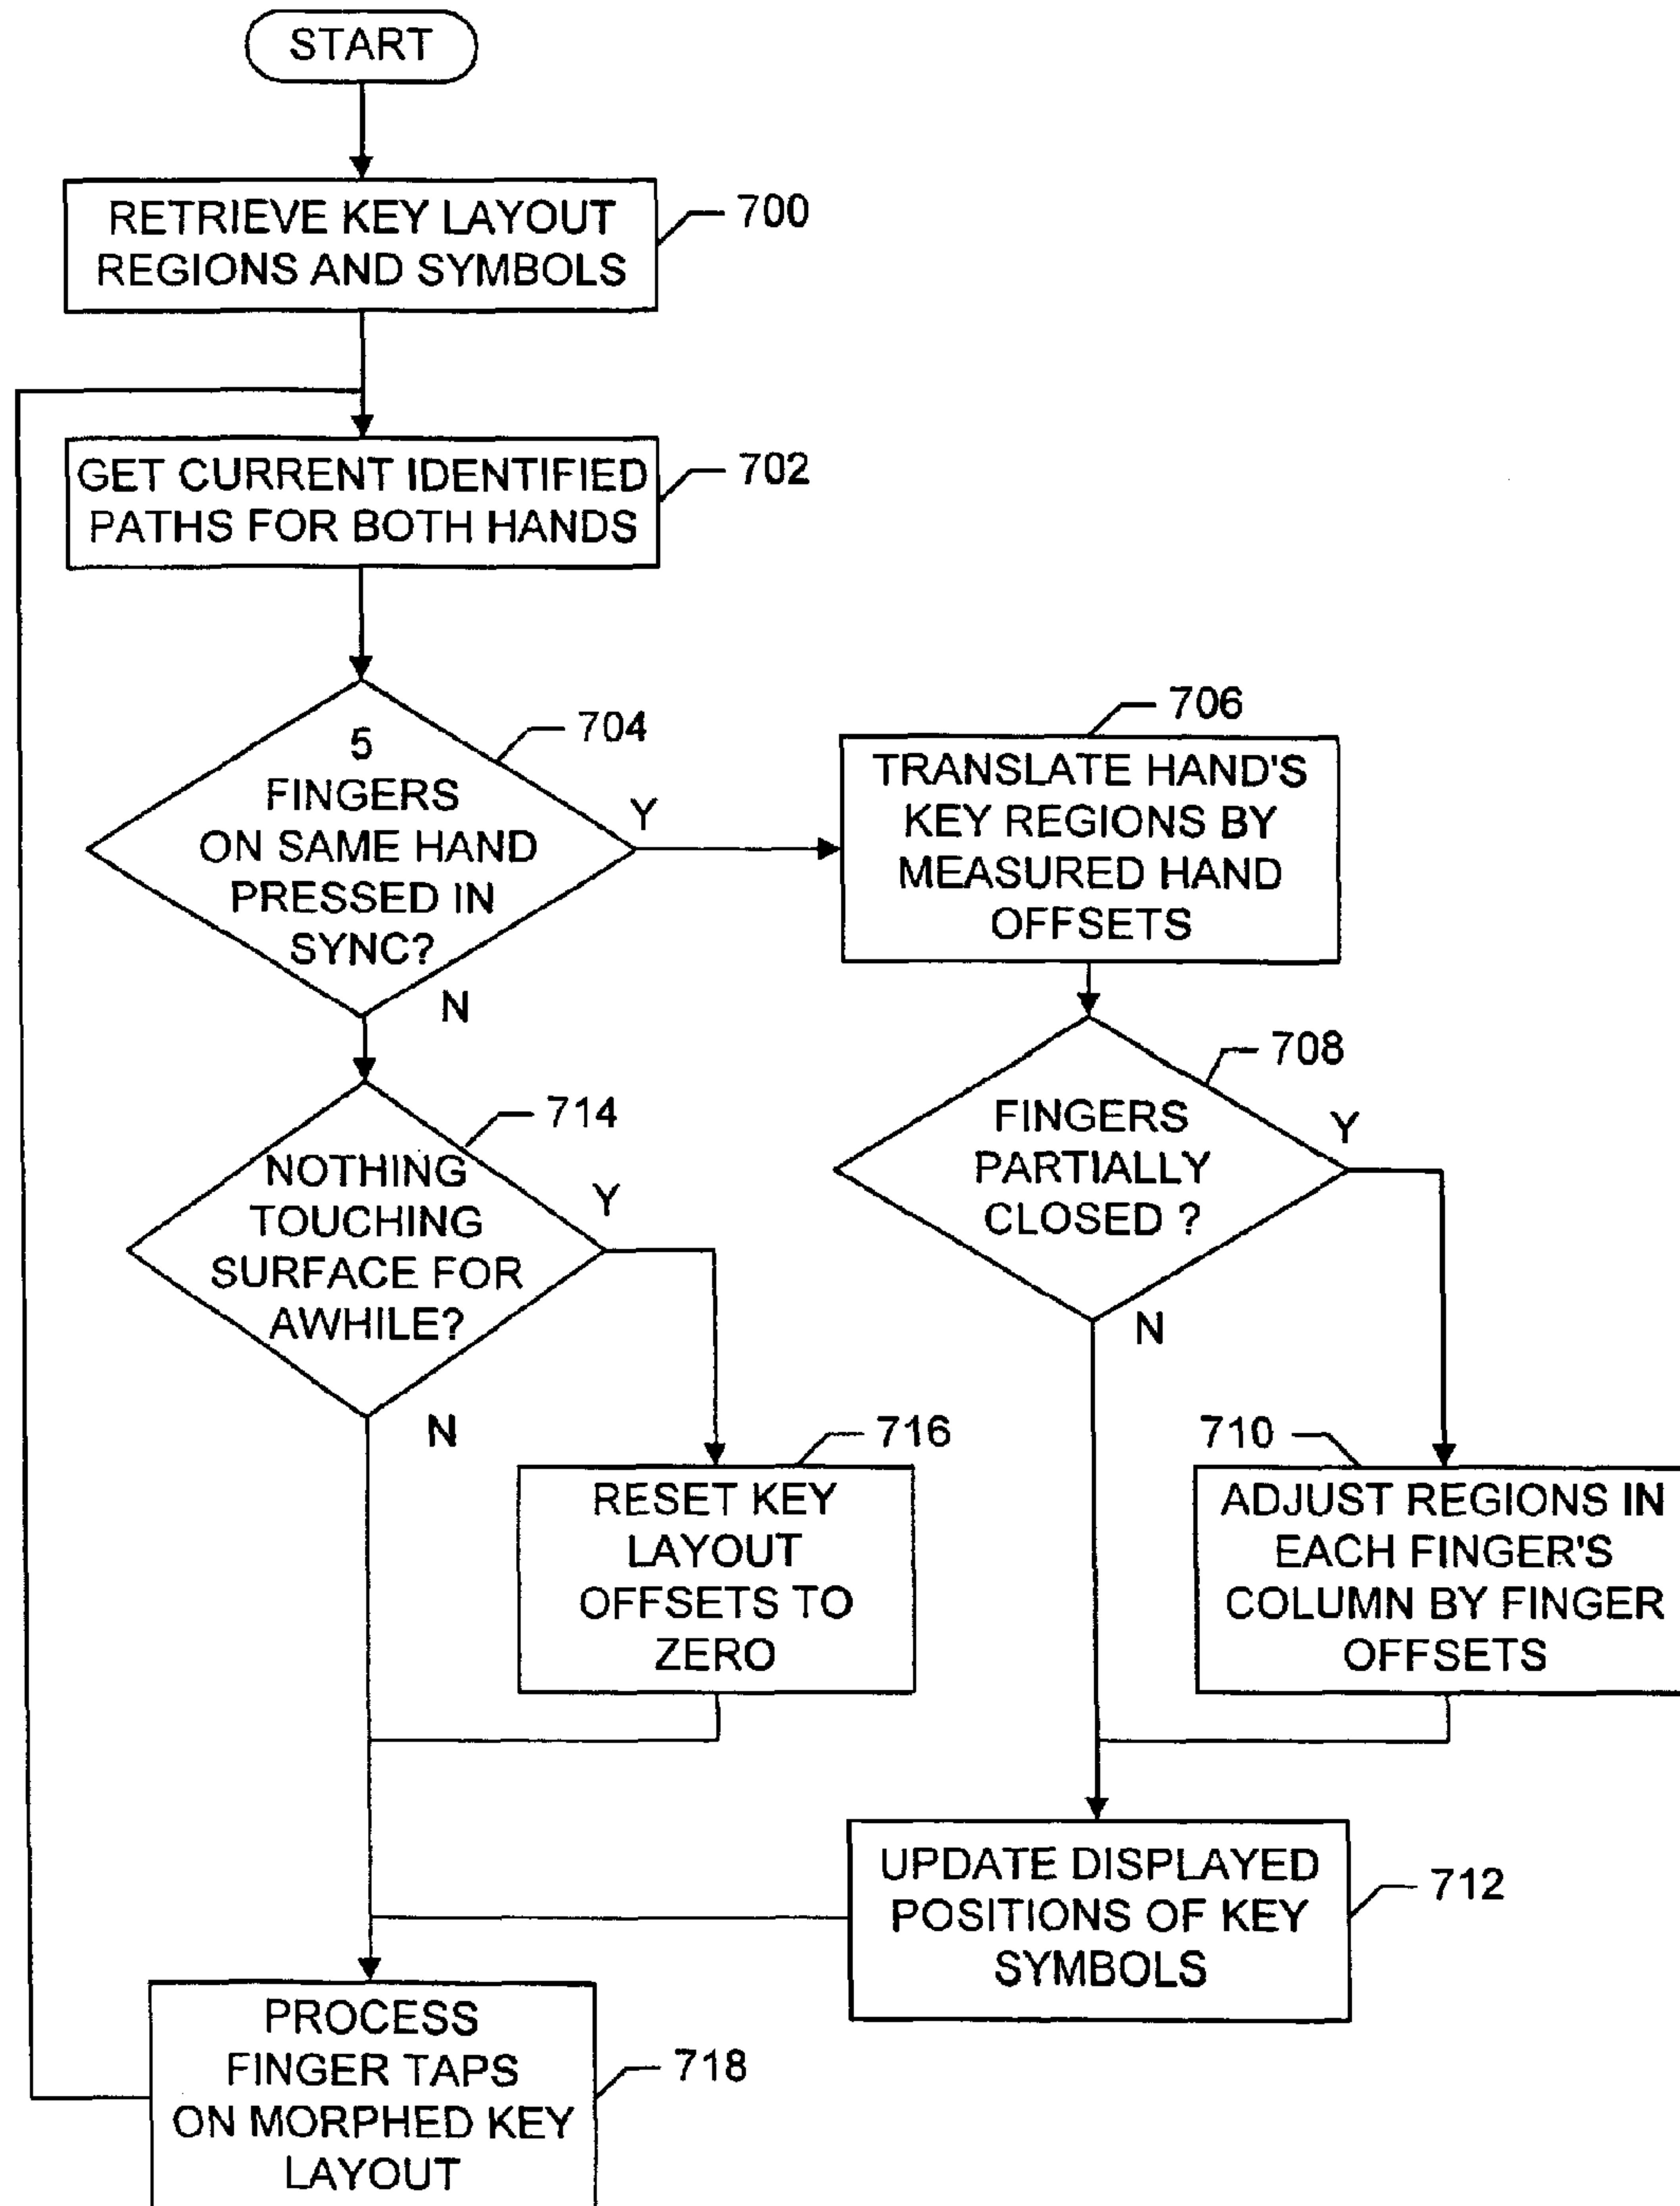 START
RETRIEVE KEY LAYOUT
REGIONS AND SYMBOLS
700
GET CURRENT IDENTIFIED
PATHS FOR BOTH HANDS
702
5
FINGERS
ON SAME HAND
PRESSED IN
SYNC?
704
Y
N
706
TRANSLATE HAND'S
KEY REGIONS BY
MEASURED HAND
OFFSETS
708
FINGERS
PARTIALLY
CLOSED ?
Y
N
714
NOTHING
TOUCHING
SURFACE FOR
AWHILE?
Y
N
716
RESET KEY
LAYOUT
OFFSETS TO
ZERO
710
ADJUST REGIONS IN
EACH FINGER'S
COLUMN BY FINGER
OFFSETS
UPDATE DISPLAYED
POSITIONS OF KEY
SYMBOLS
712
PROCESS
FINGER TAPS
ON MORPHED KEY
LAYOUT
718